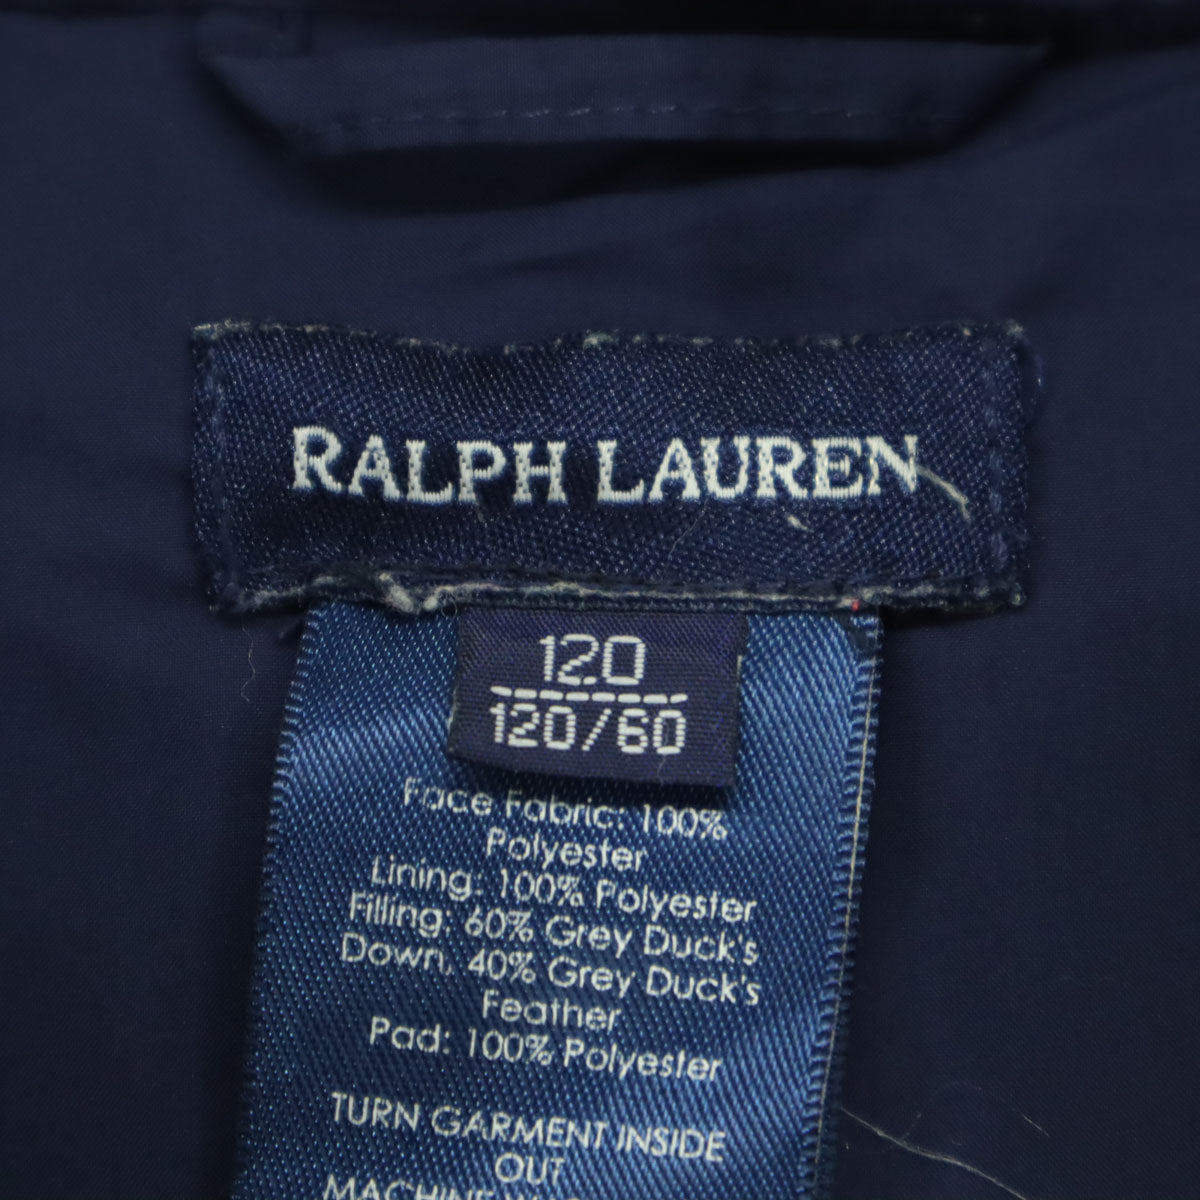 RALPH LAUREN
120
120/60
Face Fabric: 100%
Polyester
Lining: 100% Polyester
Filling: 60% Grey Duck's
Down, 40% Grey Duck's
Feather
Pad: 100% Polyester
TURN GARMENT INSIDE
OUT
MACHINE